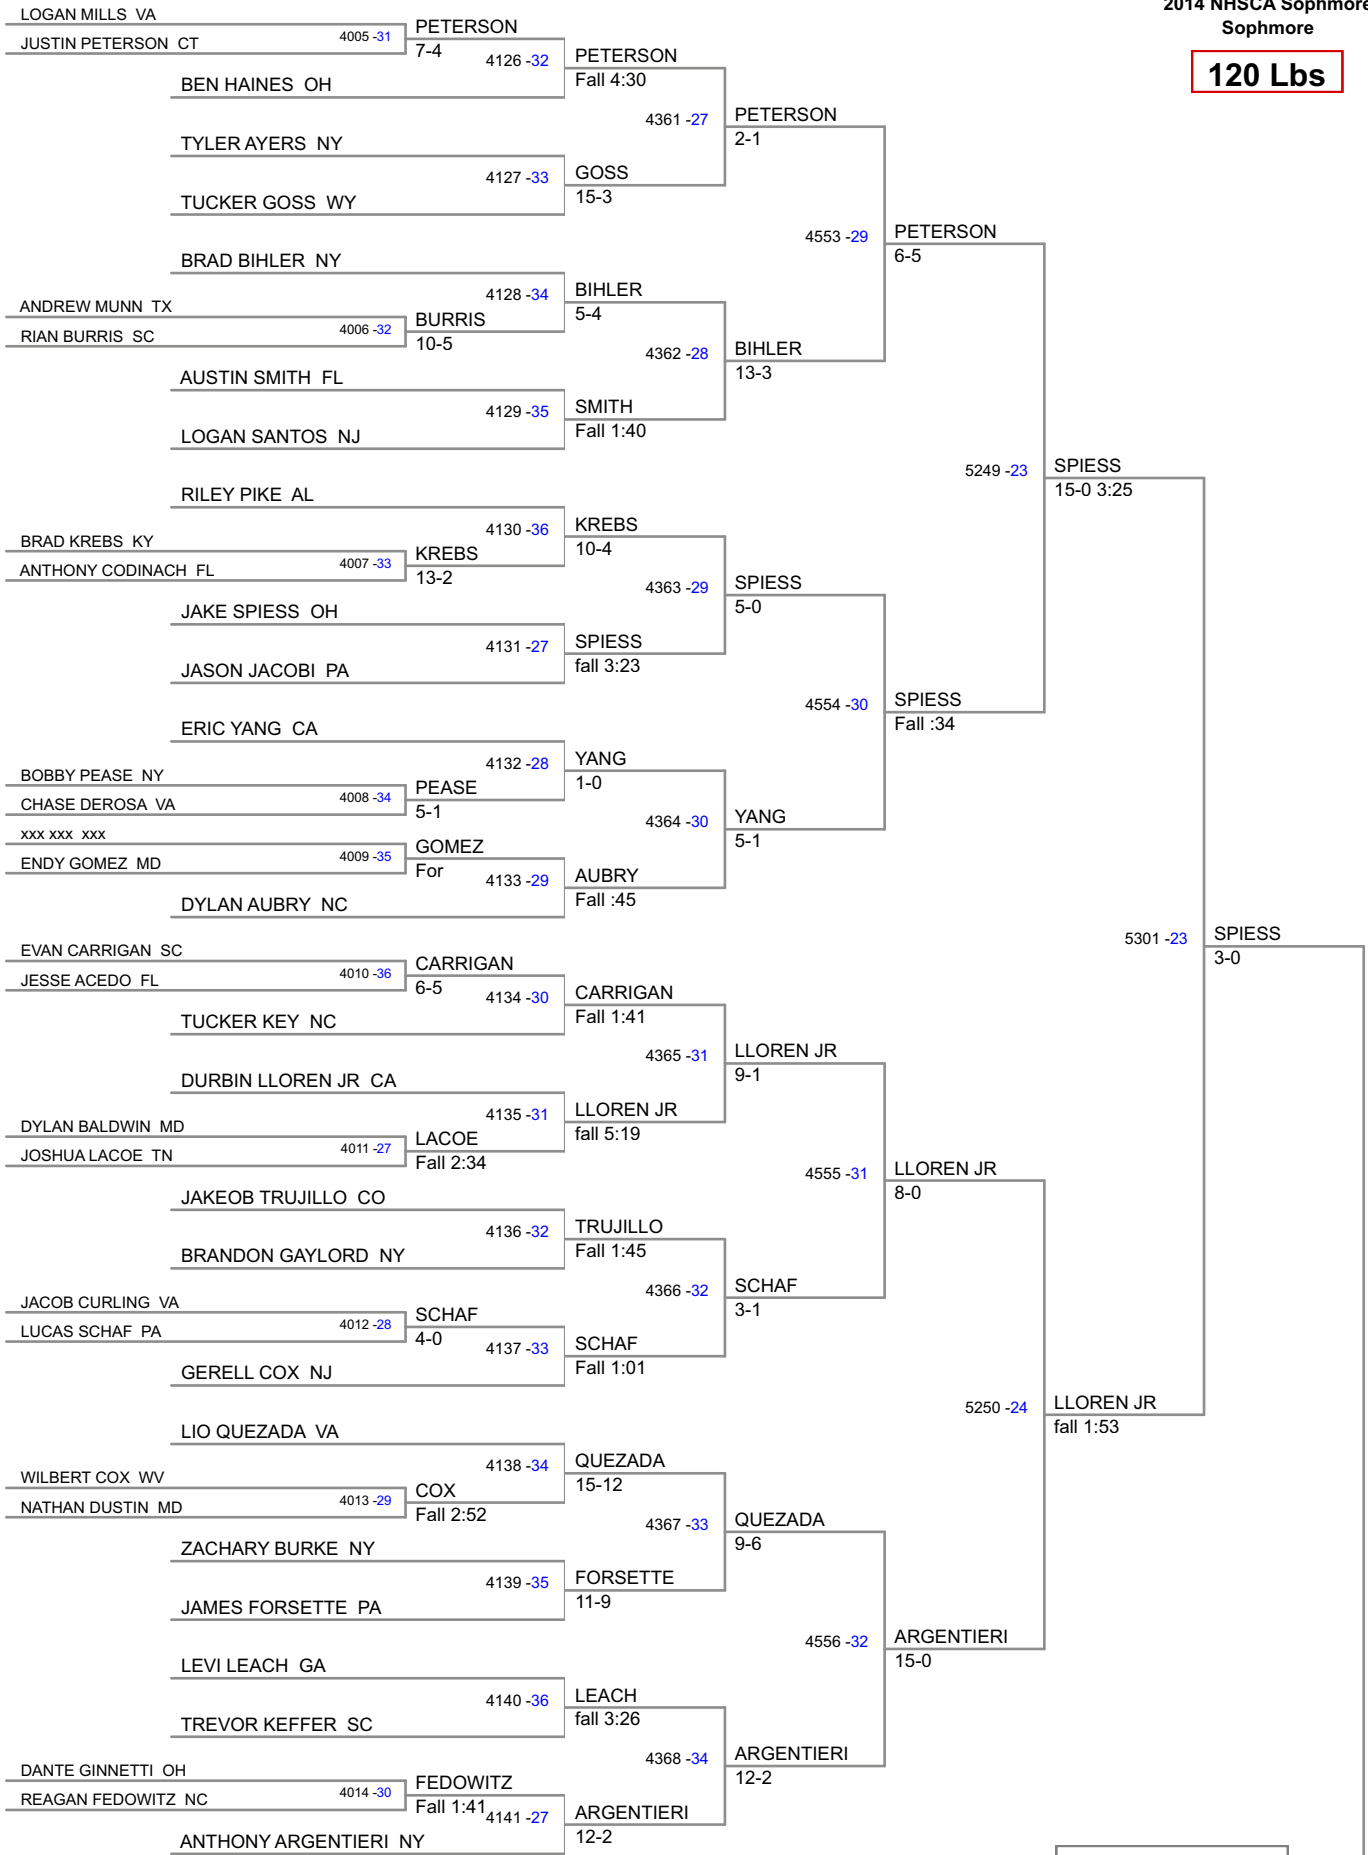 2014 NHSCA Sophmore
Sophmore
120 Lbs
LOGAN MILLS VA
JUSTIN PETERSON CT
4005 -31
PETERSON
7-4
BEN HAINES OH
4126 -32
PETERSON
Fall 4:30
TYLER AYERS NY
TUCKER GOSS WY
4127 -33
GOSS
15-3
4361 -27
PETERSON
2-1
BRAD BIHLER NY
ANDREW MUNN TX
RIAN BURRIS SC
4006 -32
BURRIS
10-5
4128 -34
BIHLER
5-4
AUSTIN SMITH FL
LOGAN SANTOS NJ
4129 -35
SMITH
Fall 1:40
4362 -28
BIHLER
13-3
4553 -29
PETERSON
6-5
RILEY PIKE AL
BRAD KREBS KY
ANTHONY CODINACH FL
4007 -33
KREBS
13-2
4130 -36
KREBS
10-4
JAKE SPIESS OH
JASON JACOBI PA
4131 -27
SPIESS
fall 3:23
4363 -29
SPIESS
5-0
ERIC YANG CA
BOBBY PEASE NY
CHASE DEROSA VA
4008 -34
PEASE
5-1
4132 -28
YANG
1-0
xxx xxx xxx
ENDY GOMEZ MD
4009 -35
GOMEZ
For
DYLAN AUBRY NC
4133 -29
AUBRY
Fall :45
4364 -30
YANG
5-1
4554 -30
SPIESS
Fall :34
5249 -23
SPIESS
15-0 3:25
EVAN CARRIGAN SC
JESSE ACEDO FL
4010 -36
CARRIGAN
6-5
TUCKER KEY NC
4134 -30
CARRIGAN
Fall 1:41
DURBIN LLOREN JR CA
DYLAN BALDWIN MD
JOSHUA LACOE TN
4011 -27
LACOE
Fall 2:34
4135 -31
LLOREN JR
fall 5:19
4365 -31
LLOREN JR
9-1
JAKEOB TRUJILLO CO
BRANDON GAYLORD NY
4136 -32
TRUJILLO
Fall 1:45
JACOB CURLING VA
LUCAS SCHAF PA
4012 -28
SCHAF
4-0
GERELL COX NJ
4137 -33
SCHAF
Fall 1:01
4366 -32
SCHAF
3-1
4555 -31
LLOREN JR
8-0
LIO QUEZADA VA
WILBERT COX WV
NATHAN DUSTIN MD
4013 -29
COX
Fall 2:52
4138 -34
QUEZADA
15-12
ZACHARY BURKE NY
JAMES FORSETTE PA
4139 -35
FORSETTE
11-9
4367 -33
QUEZADA
9-6
LEVI LEACH GA
TREVOR KEFFER SC
4140 -36
LEACH
fall 3:26
DANTE GINNETTI OH
REAGAN FEDOWITZ NC
4014 -30
FEDOWITZ
Fall 1:41
ANTHONY ARGENTIERI NY
4141 -27
ARGENTIERI
12-2
4368 -34
ARGENTIERI
12-2
4556 -32
ARGENTIERI
15-0
5250 -24
LLOREN JR
fall 1:53
5301 -23
SPIESS
3-0